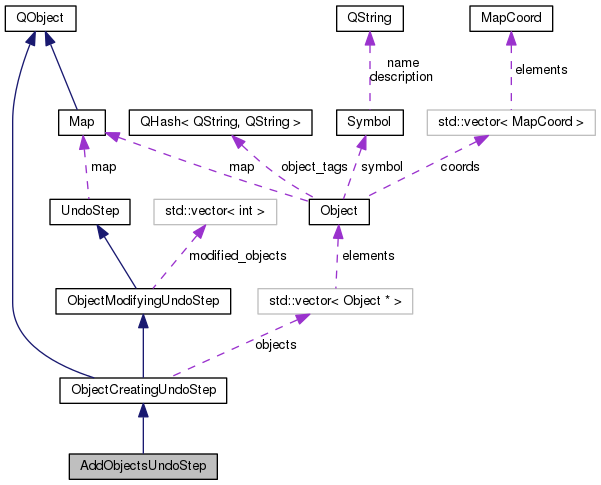 QObject
QString
MapCoord
name
description
elements
Map
QHash< QString, QString >
Symbol
std::vector< MapCoord >
map
map
object_tags
symbol
coords
UndoStep
std::vector< int >
Object
modified_objects
elements
ObjectModifyingUndoStep
std::vector< Object * >
objects
ObjectCreatingUndoStep
AddObjectsUndoStep